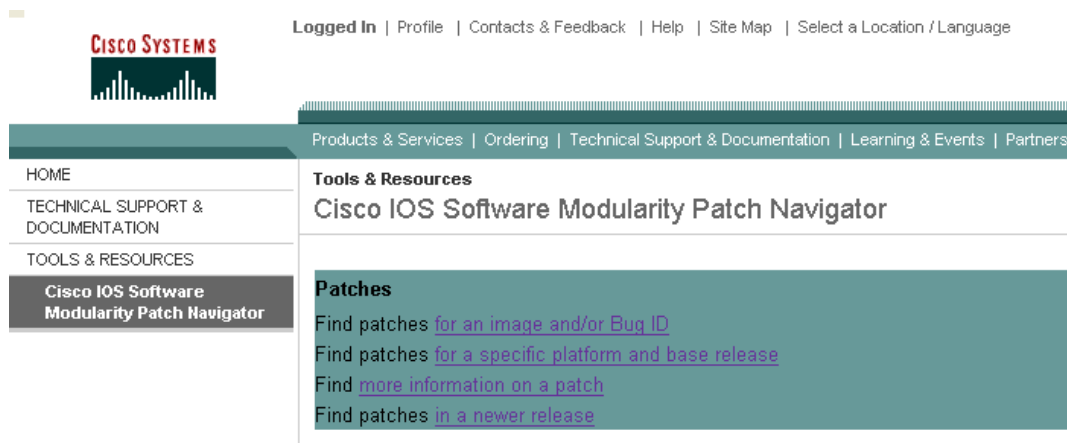 Logged In | Profile | Contacts & Feedback | Help | Site Map | Select a Location / Language
CISCO SYSTEMS
Products & Services | Ordering | Technical Support & Documentation | Learning & Events | Partners
HOME
TECHNICAL SUPPORT &
DOCUMENTATION
TOOLS & RESOURCES
Cisco IOS Software
Modularity Patch Navigator
Tools & Resources
Cisco IOS Software Modularity Patch Navigator
Patches
Find patches for an image and/or Bug ID
Find patches for a specific platform and base release
Find more information on a patch
Find patches in a newer release